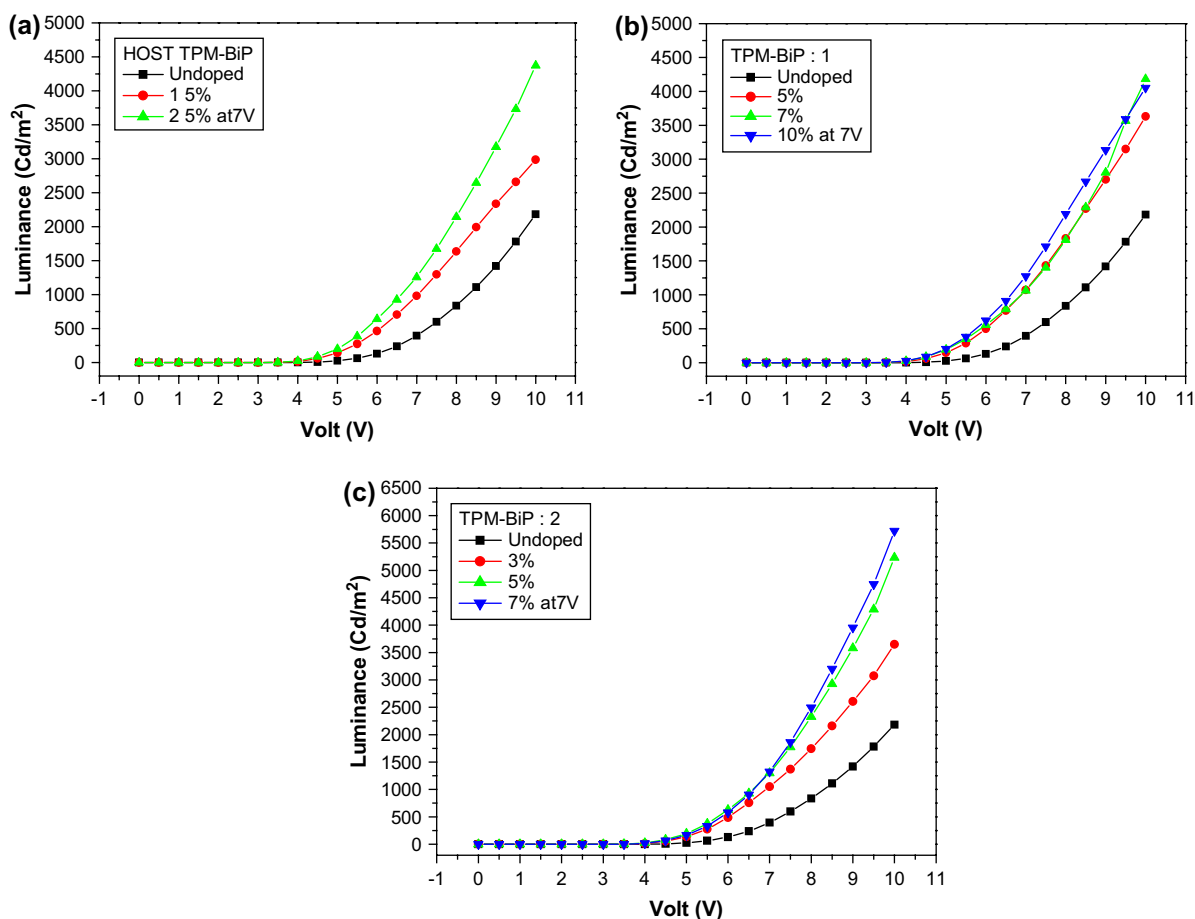 (a)
HOST TPM-BiP
Undoped
1 5%
2 5% at7V
Luminance (Cd/m²)
5000
4500
4000
3500
3000
2500
2000
1500
1000
500
0
-1 0 1 2 3 4 5 6 7 8 9 10 11
Volt (V)
(b)
TPM-BiP : 1
Undoped
5%
7%
10% at 7V
Luminance (Cd/m²)
5000
4500
4000
3500
3000
2500
2000
1500
1000
500
0
-1 0 1 2 3 4 5 6 7 8 9 10 11
Volt (V)
(c)
TPM-BiP : 2
Undoped
3%
5%
7% at7V
Luminance (Cd/m²)
6500
6000
5500
5000
4500
4000
3500
3000
2500
2000
1500
1000
500
0
-1 0 1 2 3 4 5 6 7 8 9 10 11
Volt (V)